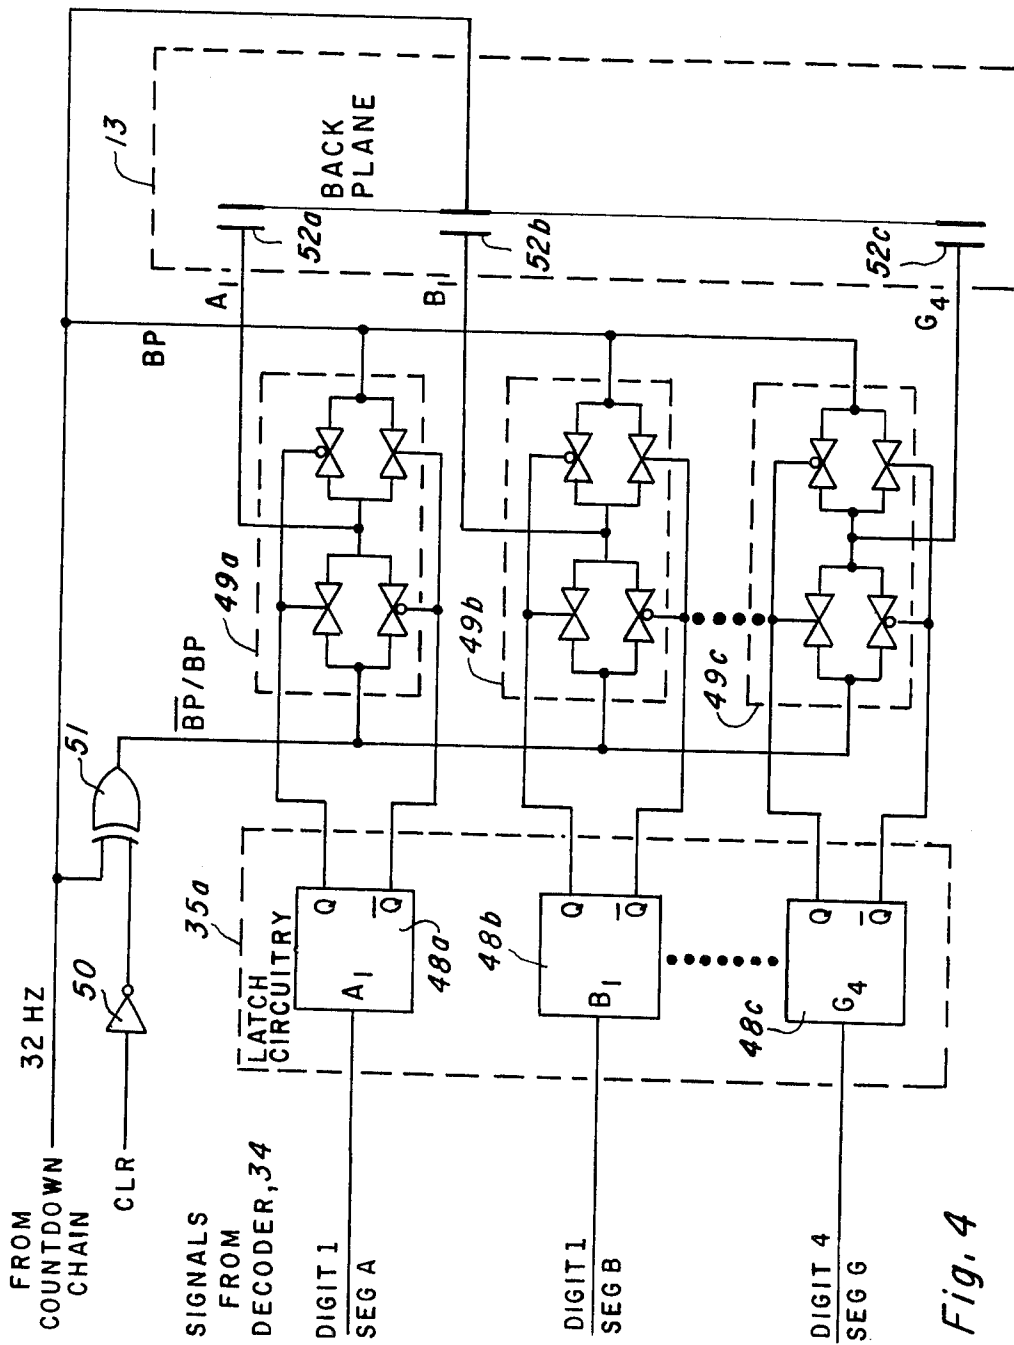 FROM
COUNTDOWN
CHAIN
32 HZ
CLR
50
51
B̅P̅/BP
BP
13
BACK
PLANE
SIGNALS
FROM
DECODER,34
35a
LATCH
CIRCUITRY
DIGIT 1
SEG A
A1
Q
Q̅
48a
49a
A1
52a
DIGIT 1
SEG B
B1
Q
Q̅
48b
49b
B1
52b
DIGIT 4
SEG G
G4
Q
Q̅
48c
49c
G4
52c
Fig. 4